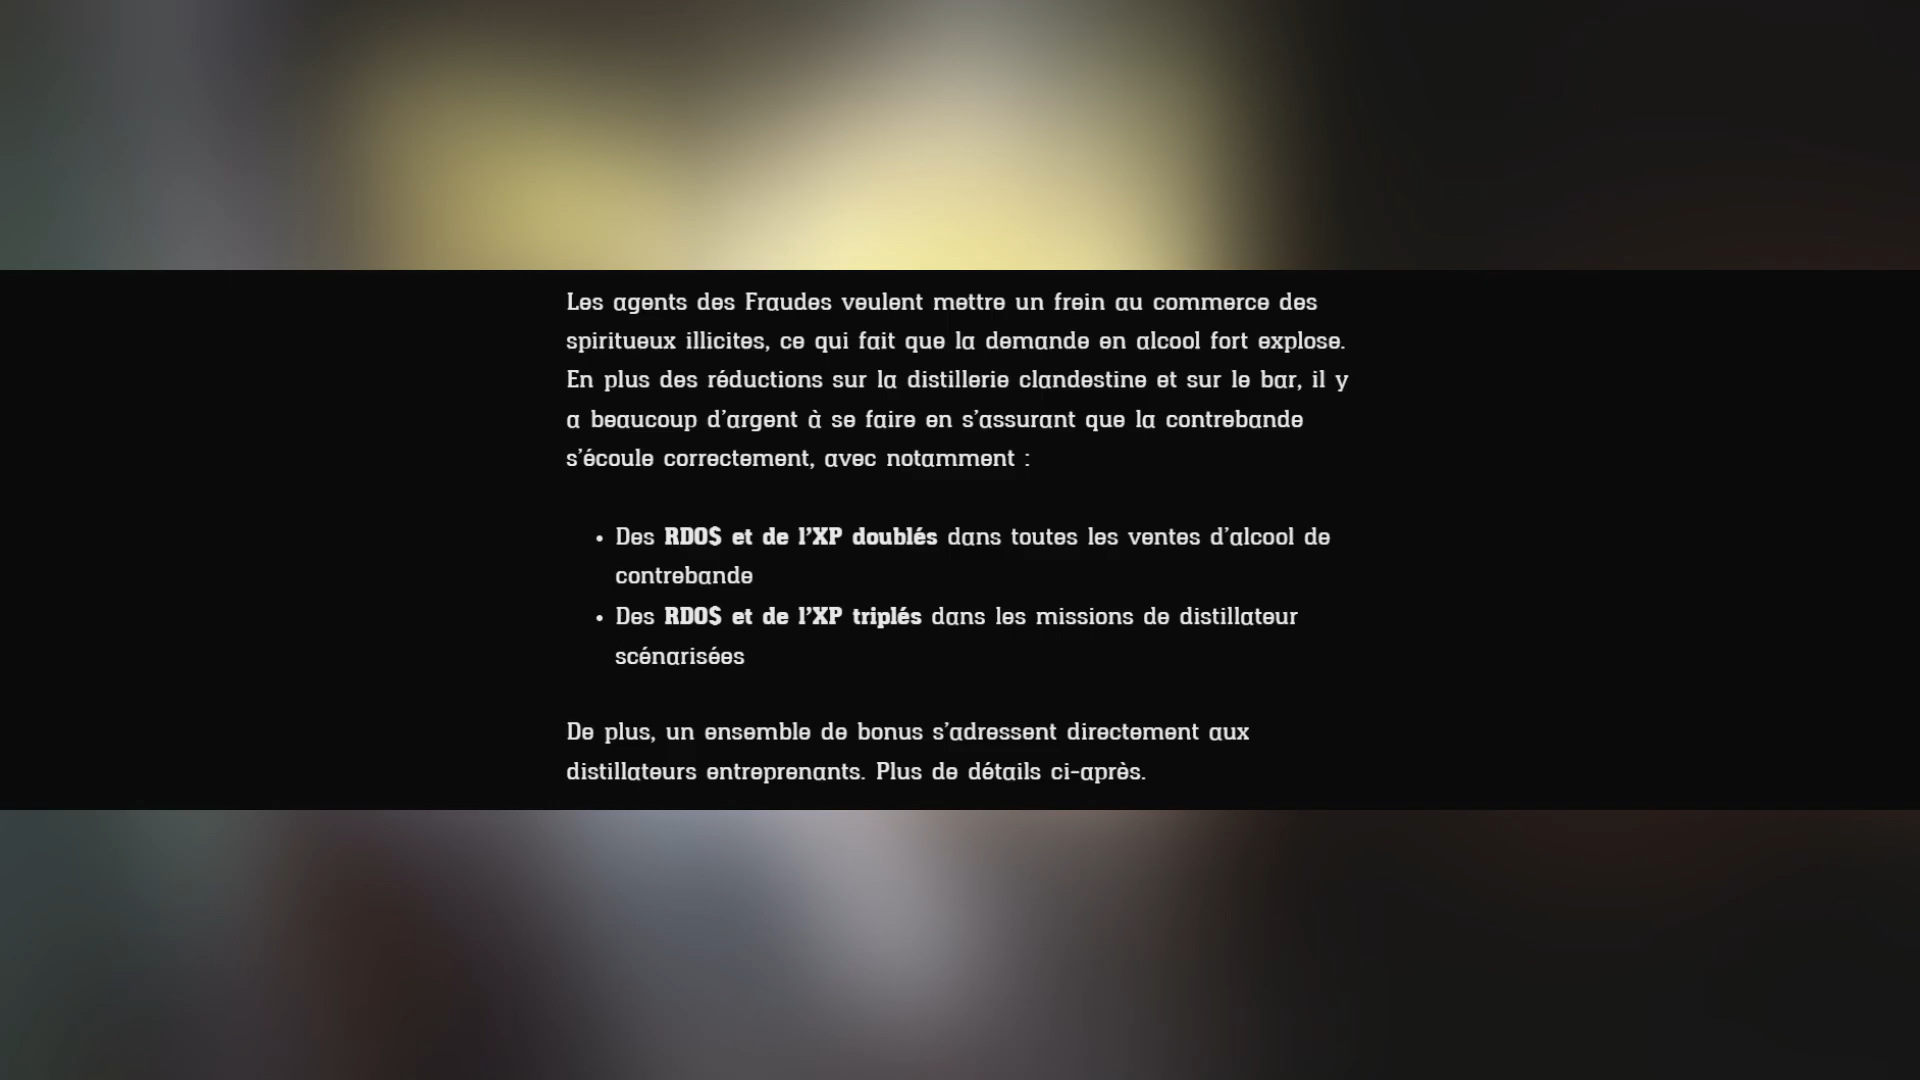 Les agents des Fraudes veulent mettre un frein au commerce des
spiritueux illicites, ce qui fait que la demande en alcool fort explose.
En plus des réductions sur la distillerie clandestine et sur le bar, il y
a beaucoup d’argent à se faire en s’assurant que la contrebande
s’écoule correctement, avec notamment :
• Des RDO$ et de l’XP doublés dans toutes les ventes d’alcool de
contrebande
• Des RDO$ et de l’XP triplés dans les missions de distillateur
scénarisées
De plus, un ensemble de bonus s’adressent directement aux
distillateurs entreprenants. Plus de détails ci-après.